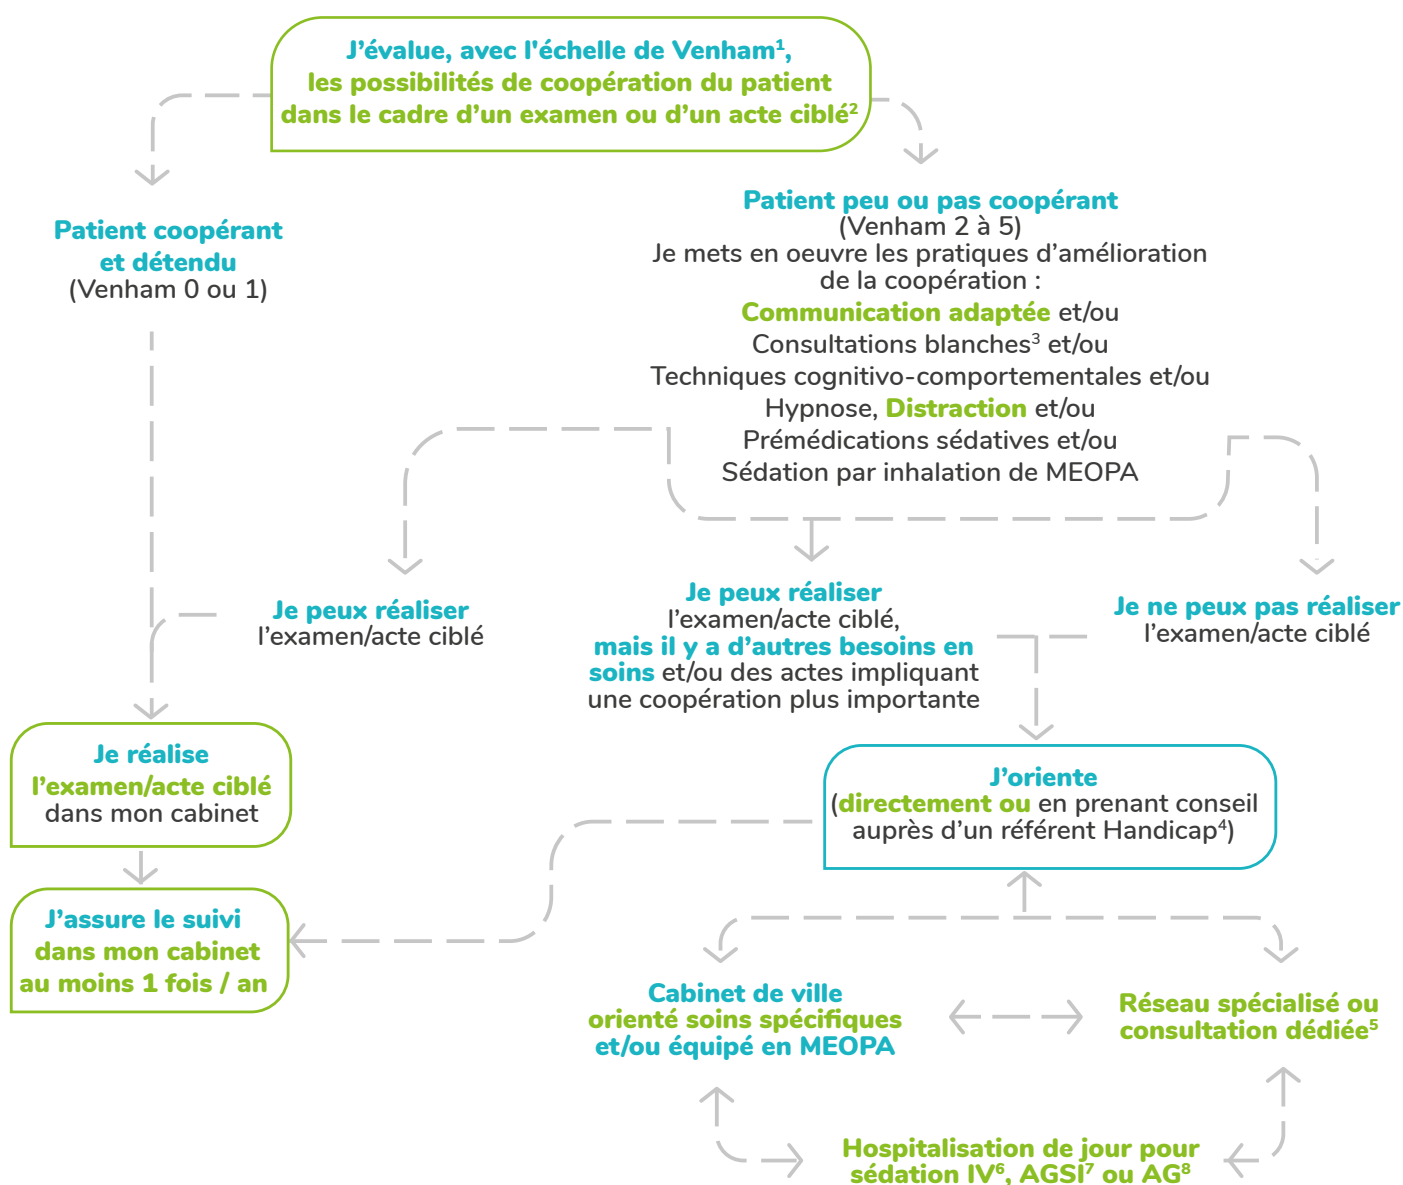 J'évalue, avec l'échelle de Venham¹,
les possibilités de coopération du patient
dans le cadre d'un examen ou d'un acte ciblé²
Patient coopérant
et détendu
(Venham 0 ou 1)
Patient peu ou pas coopérant
(Venham 2 à 5)
Je mets en oeuvre les pratiques d'amélioration
de la coopération :
Communication adaptée et/ou
Consultations blanches³ et/ou
Techniques cognitivo-comportementales et/ou
Hypnose, Distraction et/ou
Prémédications sédatives et/ou
Sédation par inhalation de MEOPA
Je peux réaliser
l'examen/acte ciblé
Je peux réaliser
l'examen/acte ciblé,
mais il y a d'autres besoins en
soins et/ou des actes impliquant
une coopération plus importante
Je ne peux pas réaliser
l'examen/acte ciblé
Je réalise
l'examen/acte ciblé
dans mon cabinet
J'oriente
(directement ou en prenant conseil
auprès d'un référent Handicap⁴)
J'assure le suivi
dans mon cabinet
au moins 1 fois / an
Cabinet de ville
orienté soins spécifiques
et/ou équipé en MEOPA
Réseau spécialisé ou
consultation dédiée⁵
Hospitalisation de jour pour
sédation IV⁶, AGSI⁷ ou AG⁸